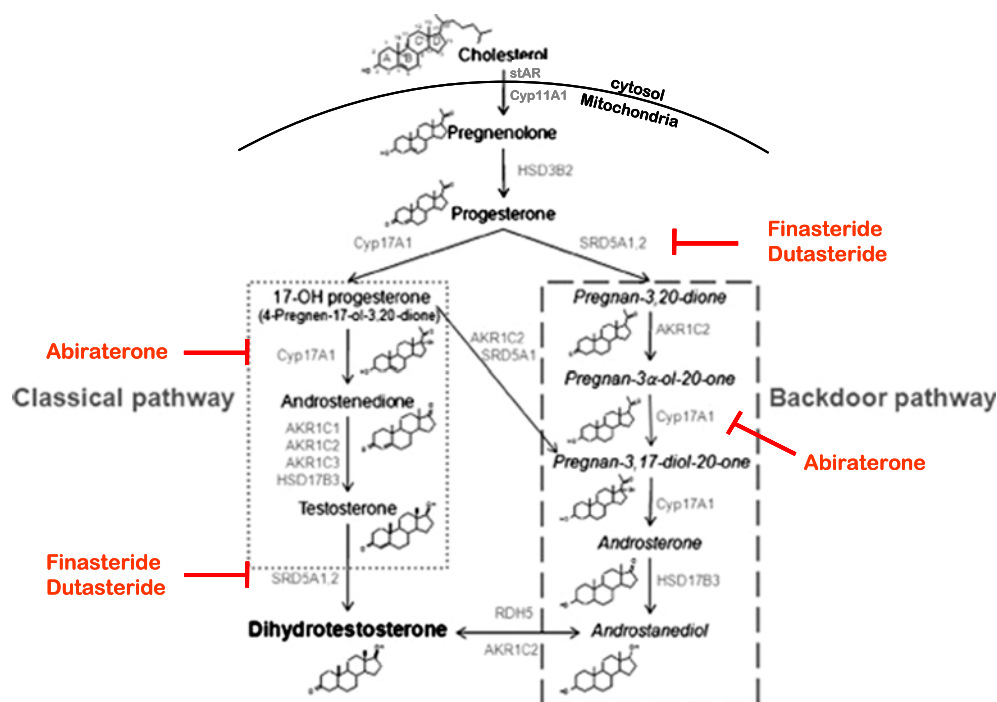 Cholesterol
stAR
Cyp11A1
cytosol
Mitochondria
Pregnenolone
HSD3B2
Progesterone
Cyp17A1
SRD5A1,2
Finasteride
Dutasteride
17-OH progesterone
(4-Pregnen-17-ol-3,20-dione)
Pregnan-3,20-dione
AKR1C2
SRD5A1
AKR1C2
Abiraterone
Cyp17A1
Pregnan-3α-ol-20-one
Classical pathway
Androstenedione
Cyp17A1
Backdoor pathway
AKR1C1
AKR1C2
AKR1C3
HSD17B3
Pregnan-3,17-diol-20-one
Abiraterone
Testosterone
Cyp17A1
Androsterone
Finasteride
Dutasteride
SRD5A1,2
HSD17B3
RDH5
Dihydrotestosterone
Androstanediol
AKR1C2